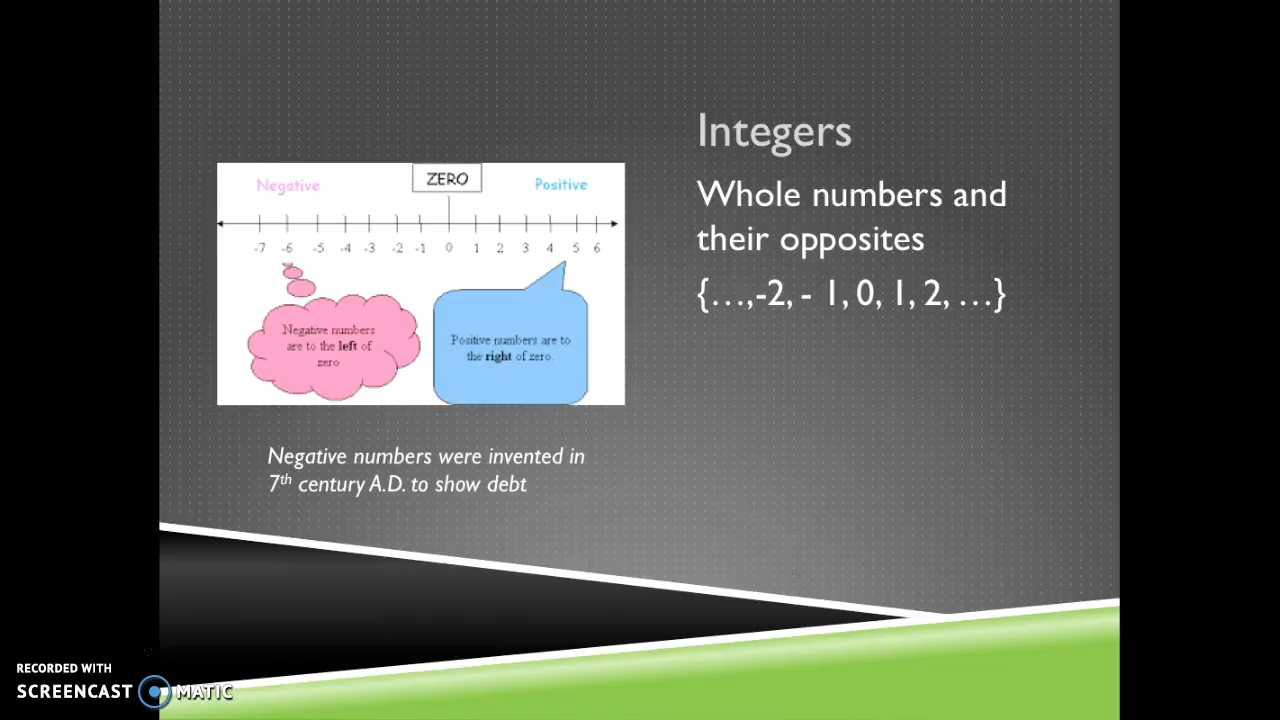 Integers
Whole numbers and
their opposites
{…,-2, - 1, 0, 1, 2, …}
Negative
ZERO
Positive
-7 -6 -5 -4 -3 -2 -1 0 1 2 3 4 5 6
Negative numbers
are to the left of
zero
Positive numbers are to
the right of zero.
Negative numbers were invented in
7th century A.D. to show debt
RECORDED WITH
SCREENCAST MATIC